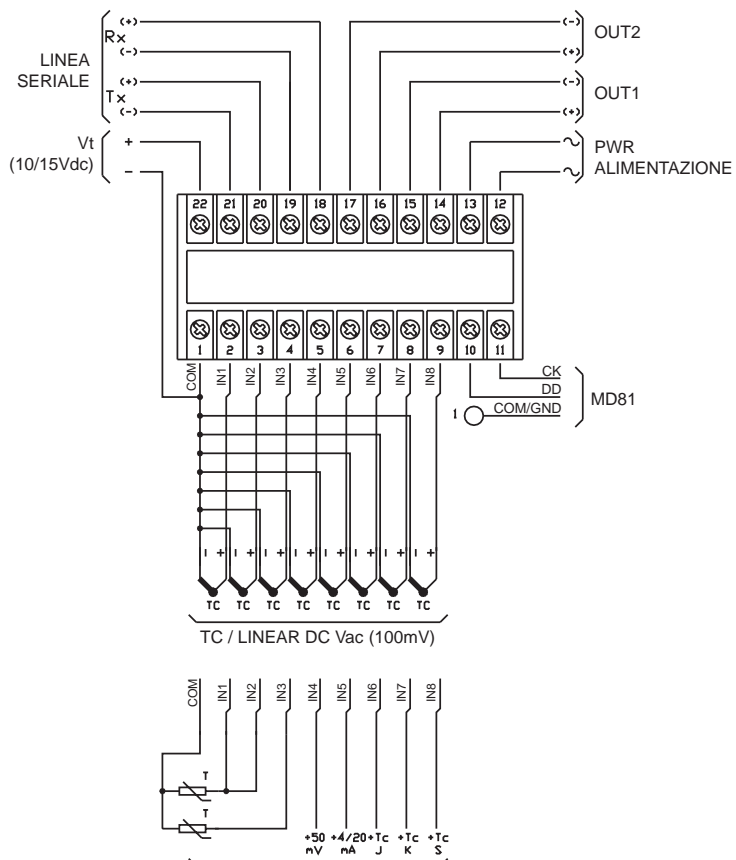 (+)
Rx
(-)
LINEA
SERIALE
(+)
Tx
(-)
Vt
(10/15Vdc)
+
-
(-)
OUT2
(+)
(-)
OUT1
(+)
PWR
ALIMENTAZIONE
22 21 20 19 18 17 16 15 14 13 12
1 2 3 4 5 6 7 8 9 10 11
COM IN1 IN2 IN3 IN4 IN5 IN6 IN7 IN8
CK
DD
COM/GND
1
MD81
- + - + - + - + - + - + - + - +
TC TC TC TC TC TC TC TC
TC / LINEAR DC Vac (100mV)
COM IN1 IN2 IN3 IN4 IN5 IN6 IN7 IN8
T
T
+50 +4/20 +Tc +Tc +Tc
mV mA J K S